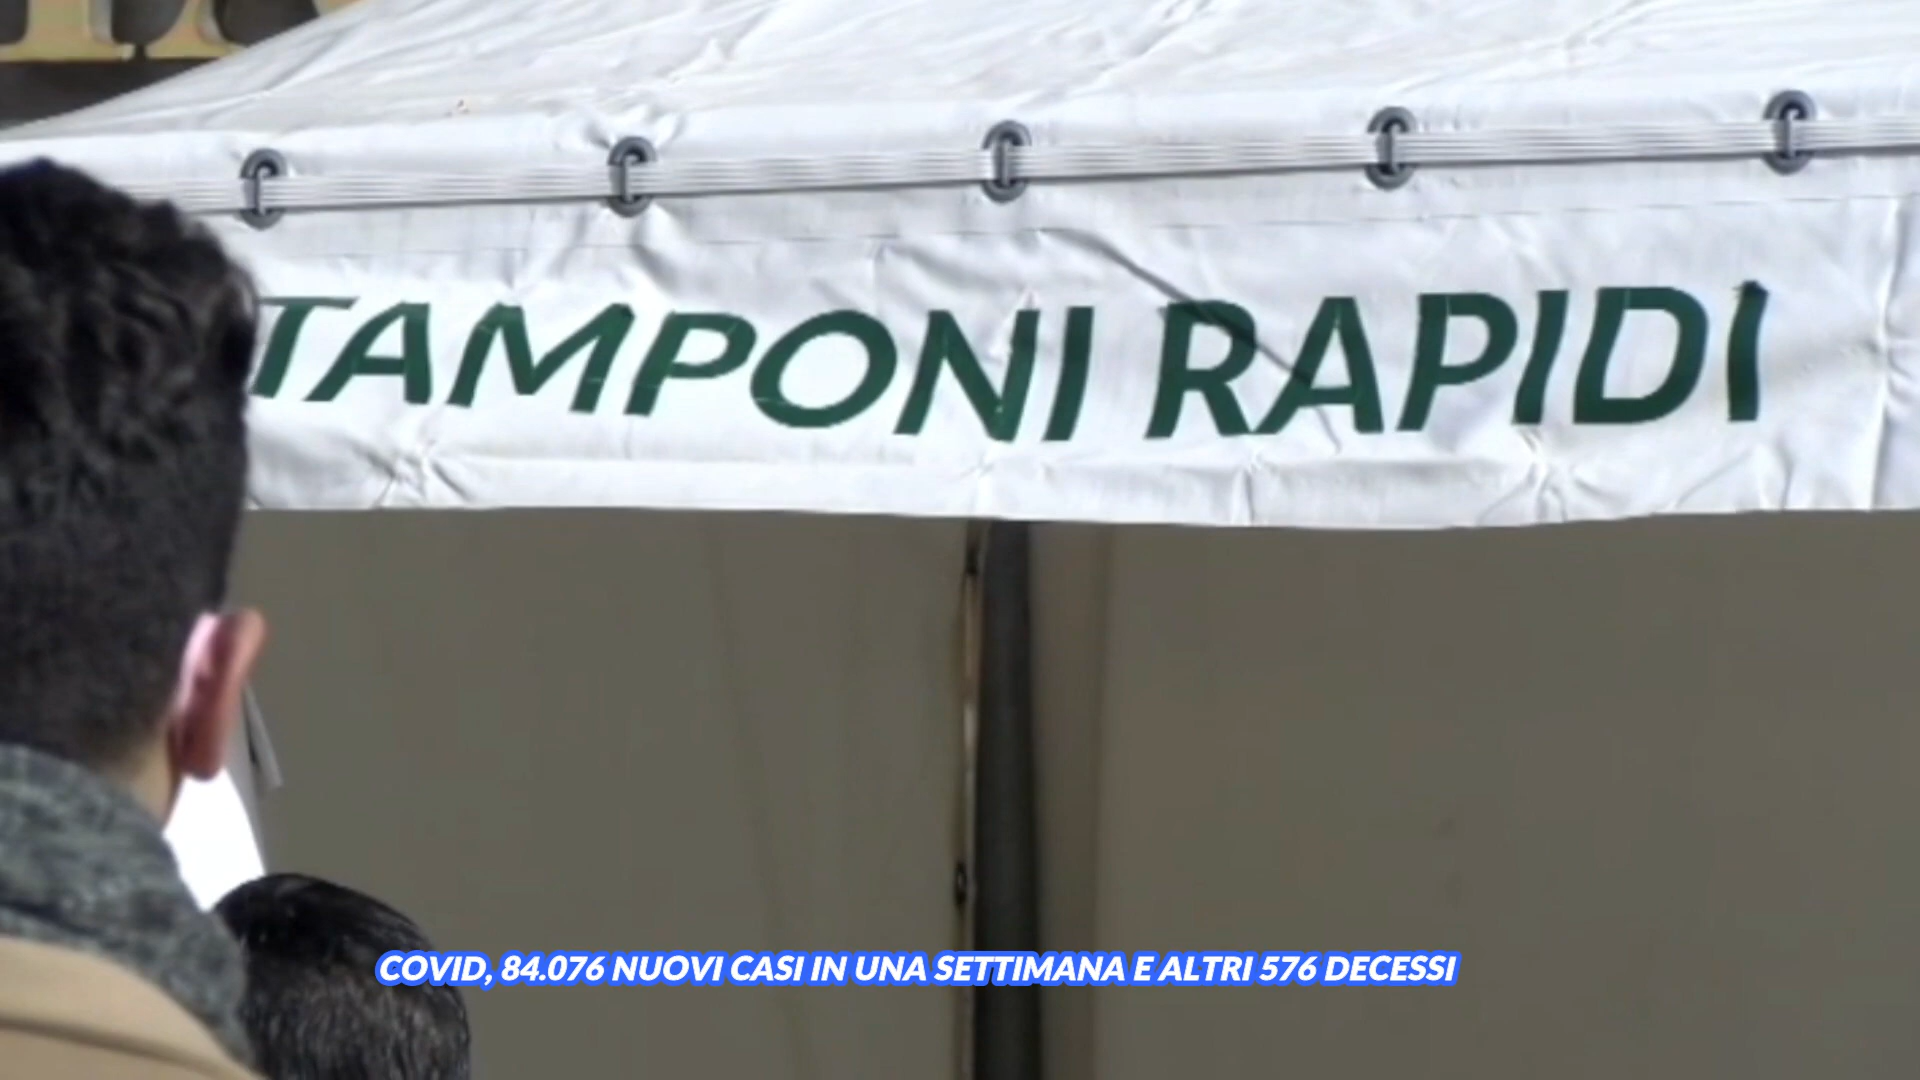 TAMPONI RAPIDI
COVID, 84.076 NUOVI CASI IN UNA SETTIMANA E ALTRI 576 DECESSI